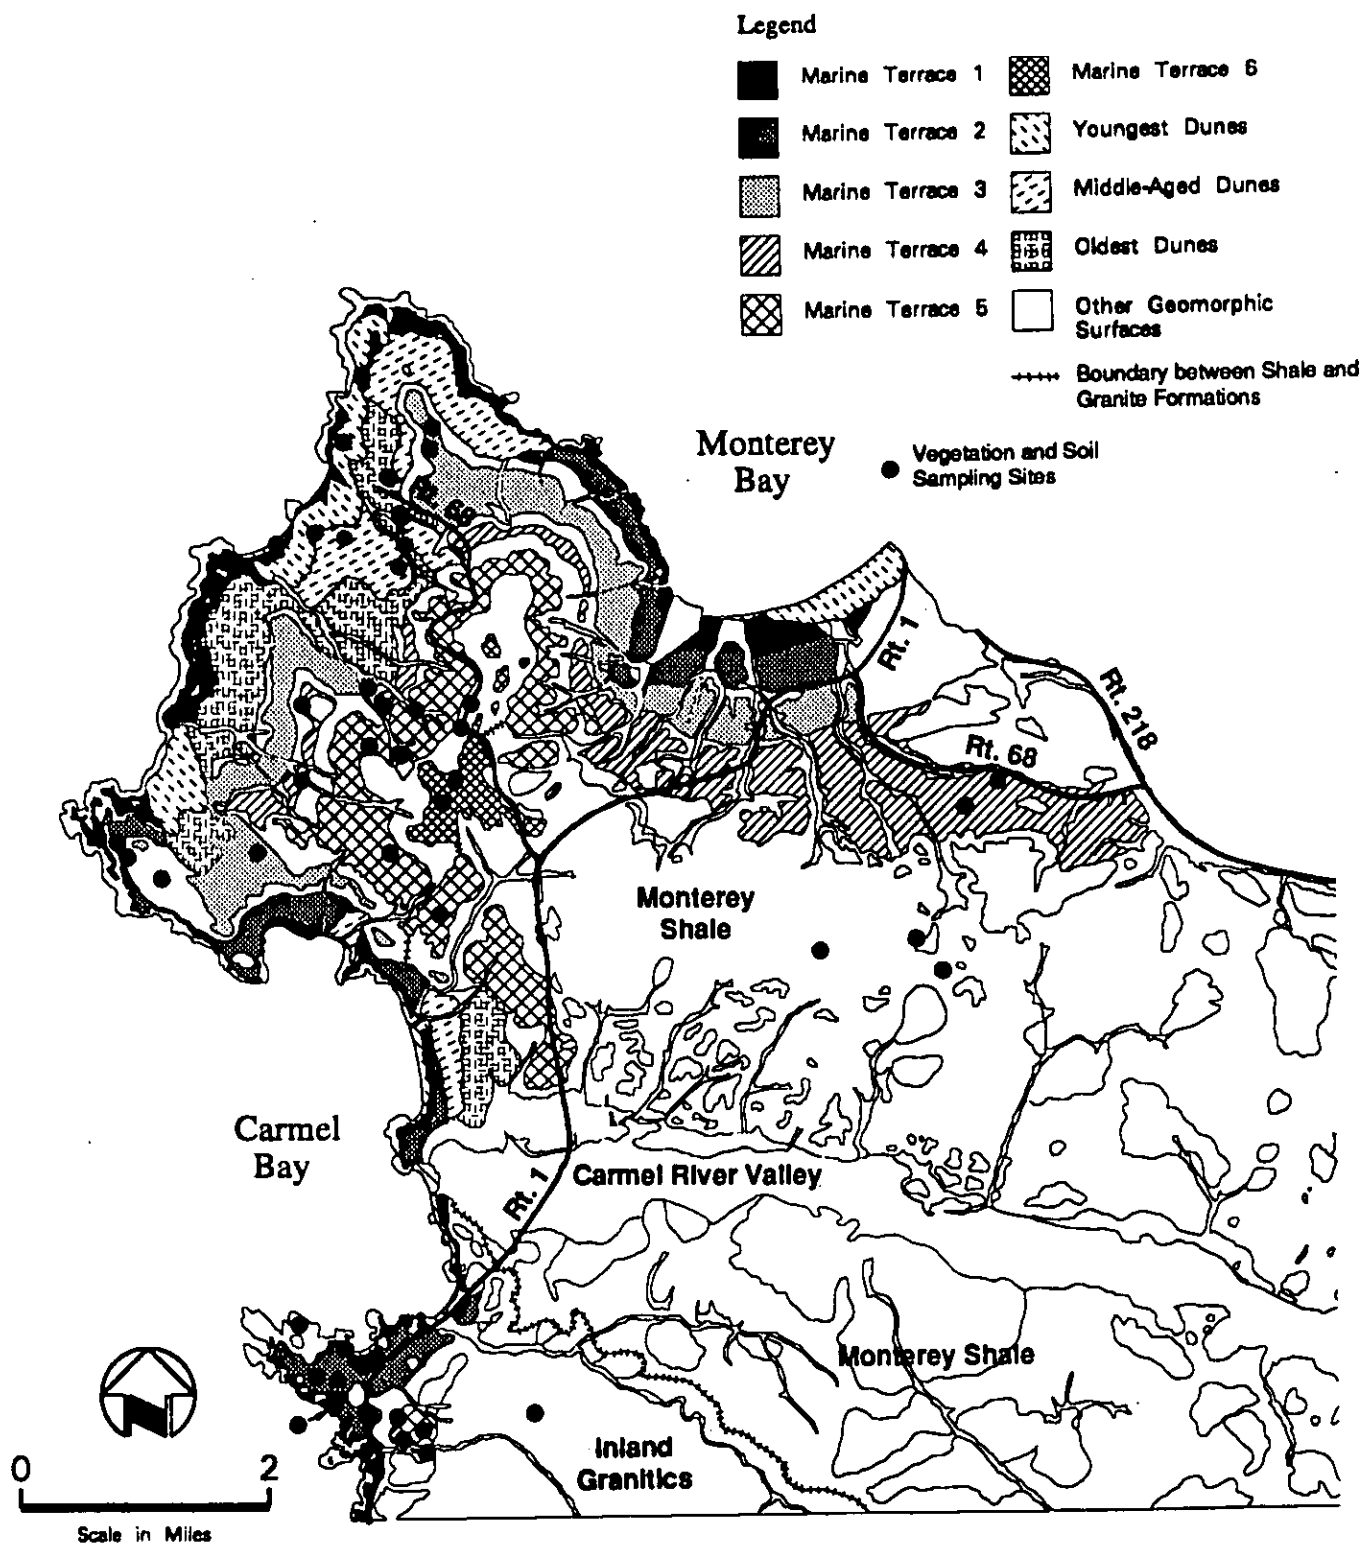 Legend
Marine Terrace 1
Marine Terrace 2
Marine Terrace 3
Marine Terrace 4
Marine Terrace 5
Marine Terrace 6
Youngest Dunes
Middle-Aged Dunes
Oldest Dunes
Other Geomorphic
Surfaces
Boundary between Shale and
Granite Formations
Vegetation and Soil
Sampling Sites
Monterey
Bay
68
Rt. 1
Rt. 218
Rt. 68
Monterey
Shale
Carmel
Bay
Carmel River Valley
Rt. 1
Monterey Shale
Inland
Granitics
0 2
Scale in Miles